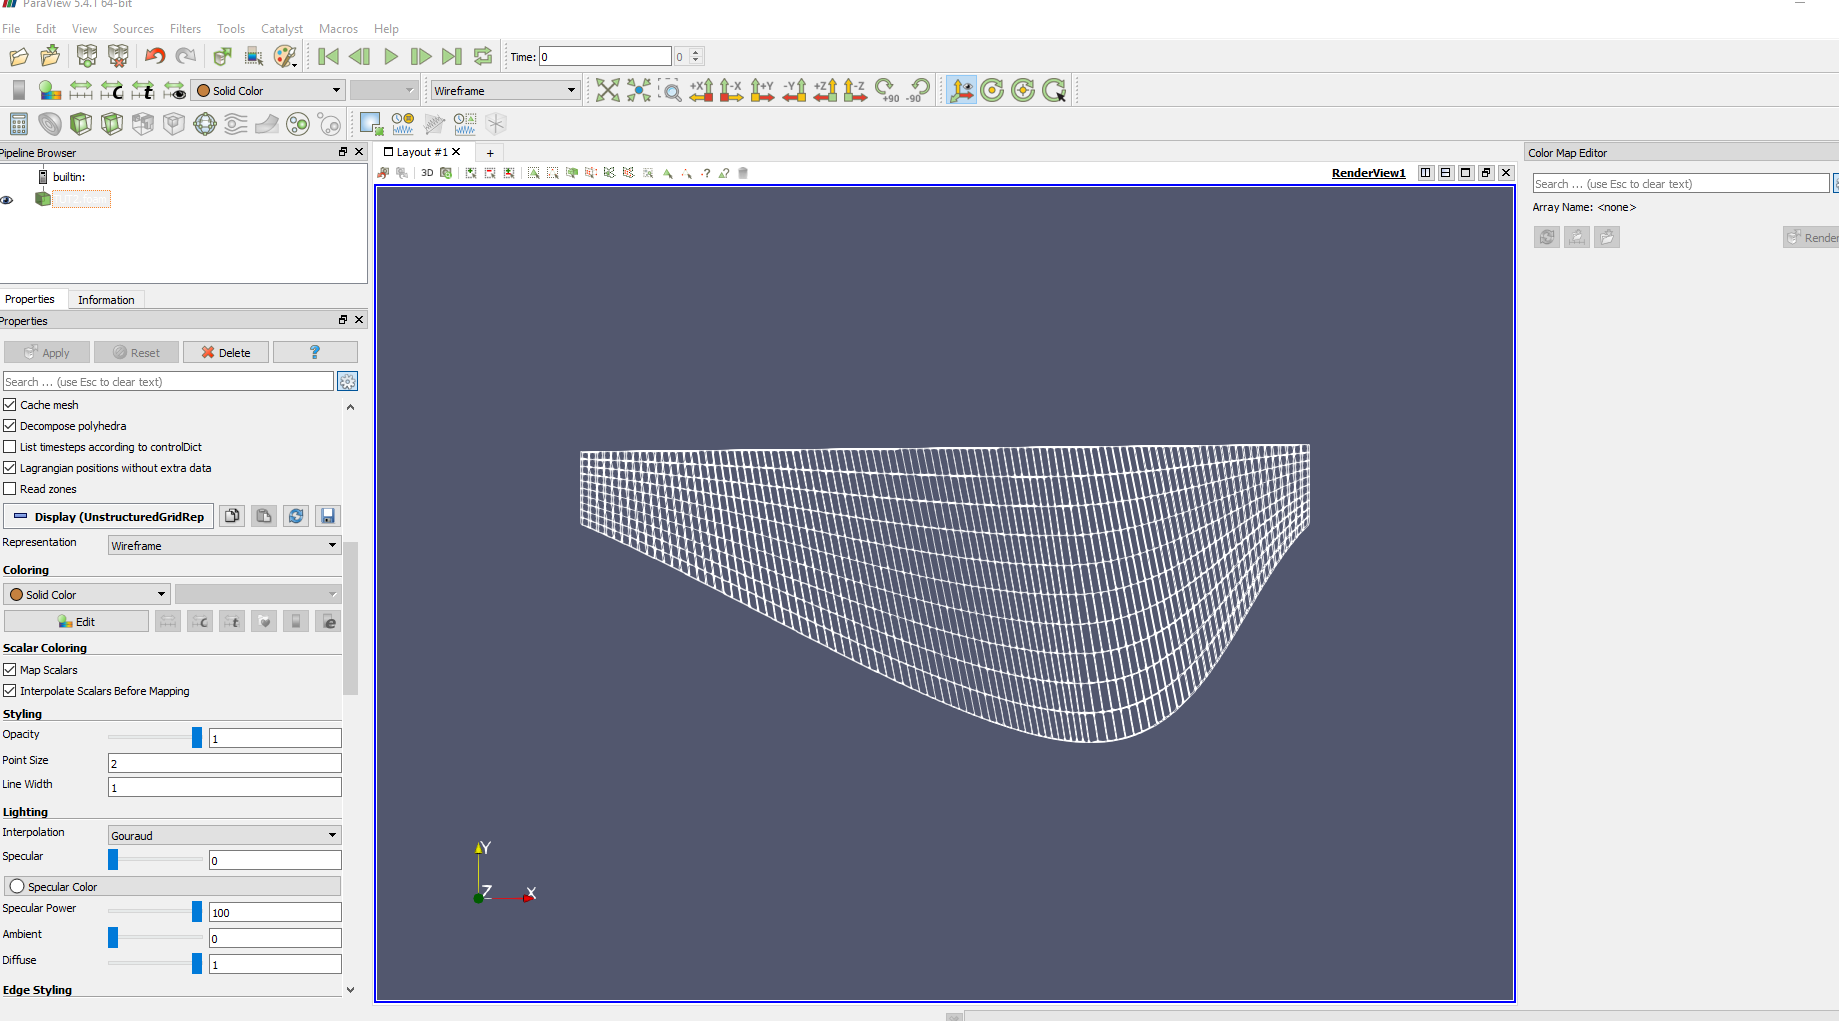 ParaView 5.4.1 64-bit
File Edit View Sources Filters Tools Catalyst Macros Help
Time: 0 0
Solid Color Wireframe +X -X +Y -Y +Z -Z +90 -90
Pipeline Browser
builtin:
Properties Information
Properties
Apply Reset Delete ?
Search ... (use Esc to clear text)
Cache mesh
Decompose polyhedra
List timesteps according to controlDict
Lagrangian positions without extra data
Read zones
Display (UnstructuredGridRep
Representation Wireframe
Coloring
Solid Color
Edit
Scalar Coloring
Map Scalars
Interpolate Scalars Before Mapping
Styling
Opacity 1
Point Size 2
Line Width 1
Lighting
Interpolation Gouraud
Specular 0
Specular Color
Specular Power 100
Ambient 0
Diffuse 1
Edge Styling
Layout #1 +
3D RenderView1
Y
Z X
Color Map Editor
Search ... (use Esc to clear text)
Array Name: <none>
Render